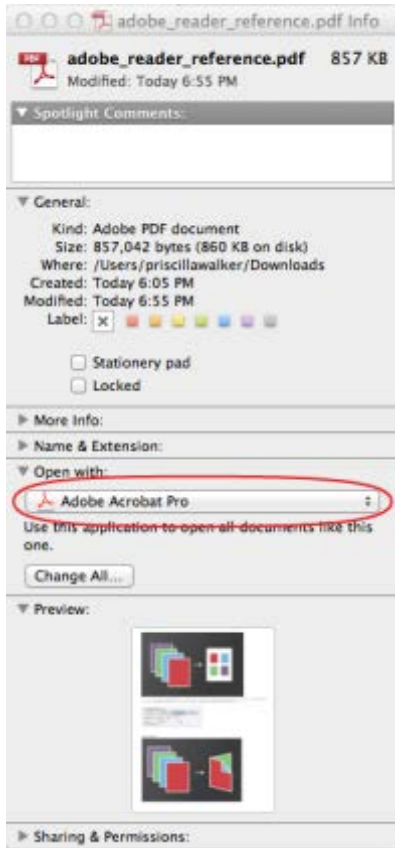 adobe_reader_reference.pdf Info
PDF
adobe_reader_reference.pdf 857 KB
Modified: Today 6:55 PM
Spotlight Comments:
General:
Kind: Adobe PDF document
Size: 857,042 bytes (860 KB on disk)
Where: /Users/priscillawalker/Downloads
Created: Today 6:05 PM
Modified: Today 6:55 PM
Label:
Stationery pad
Locked
More Info:
Name & Extension:
Open with:
Adobe Acrobat Pro
Use this application to open all documents like this
one.
Change All...
Preview:
Sharing & Permissions: